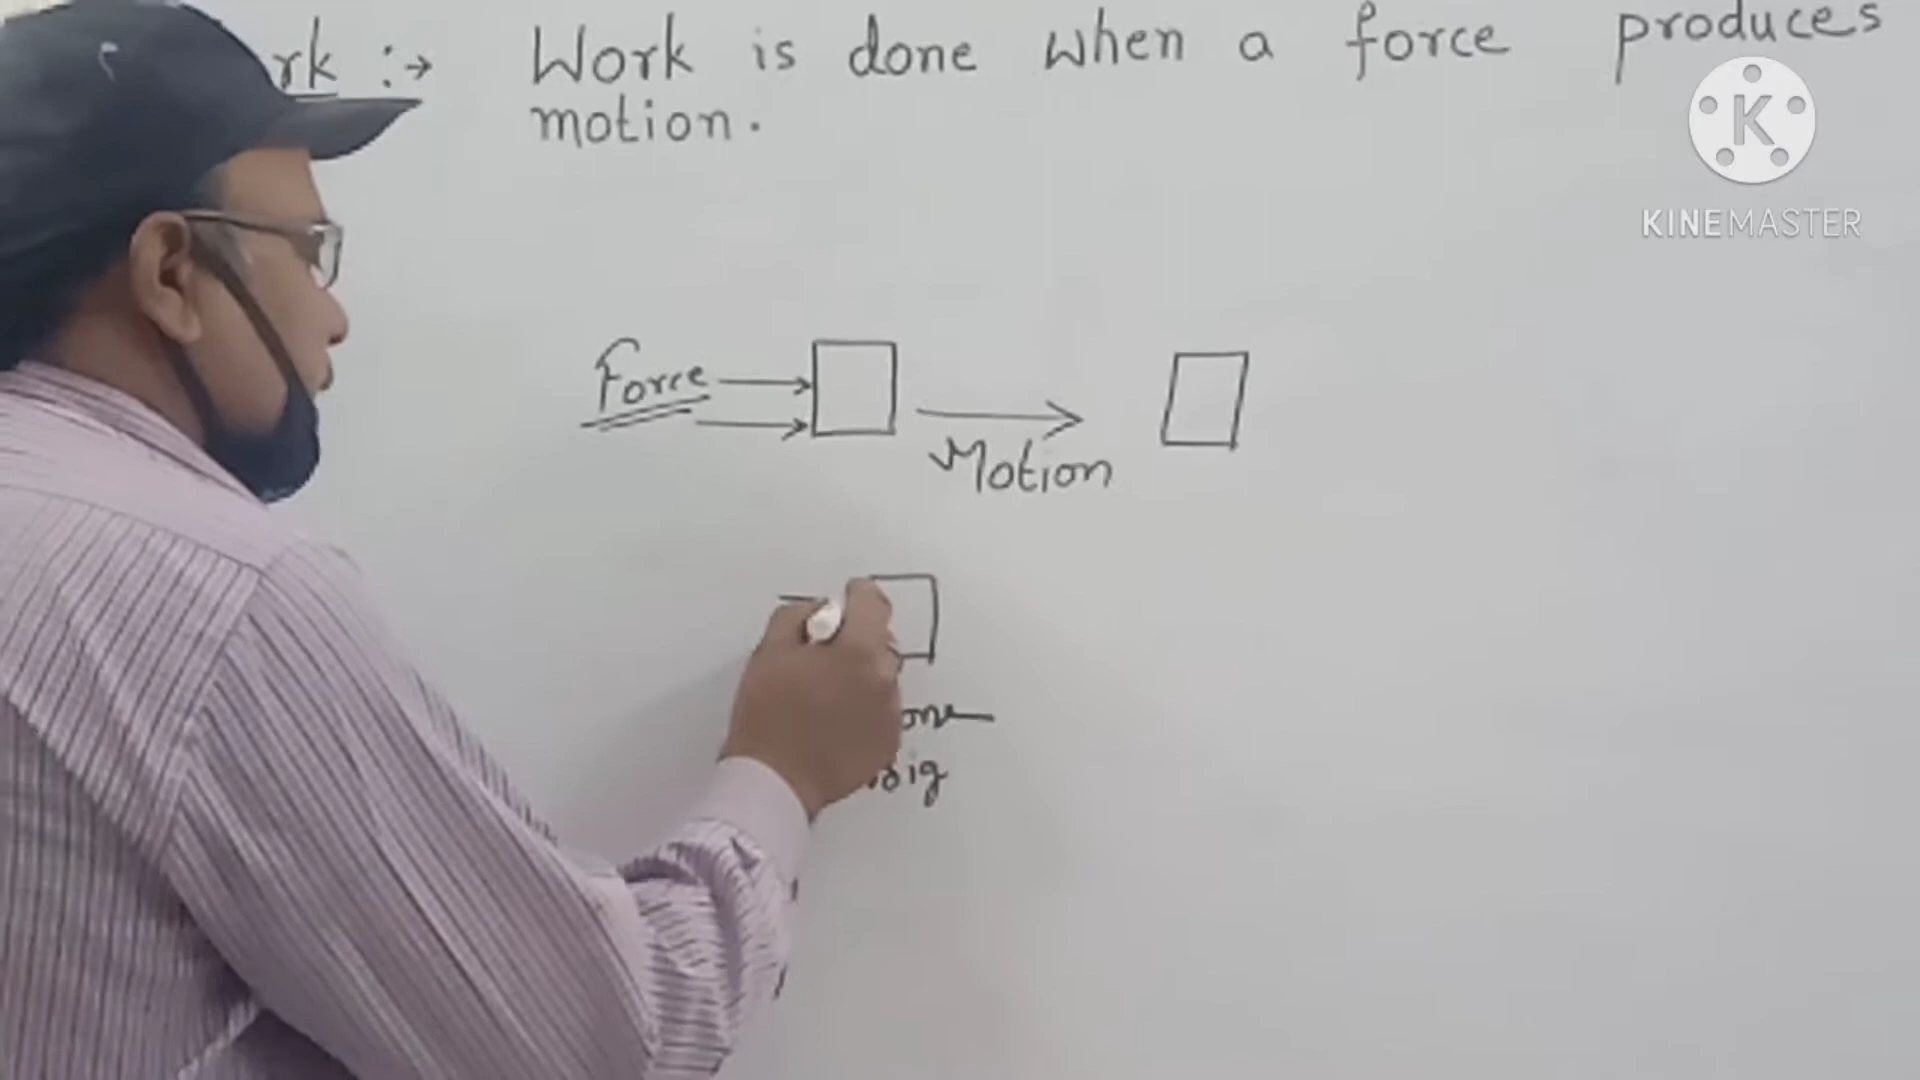 rk :→ Work is done when a force produces
motion.
K
KINEMASTER
Force
Motion